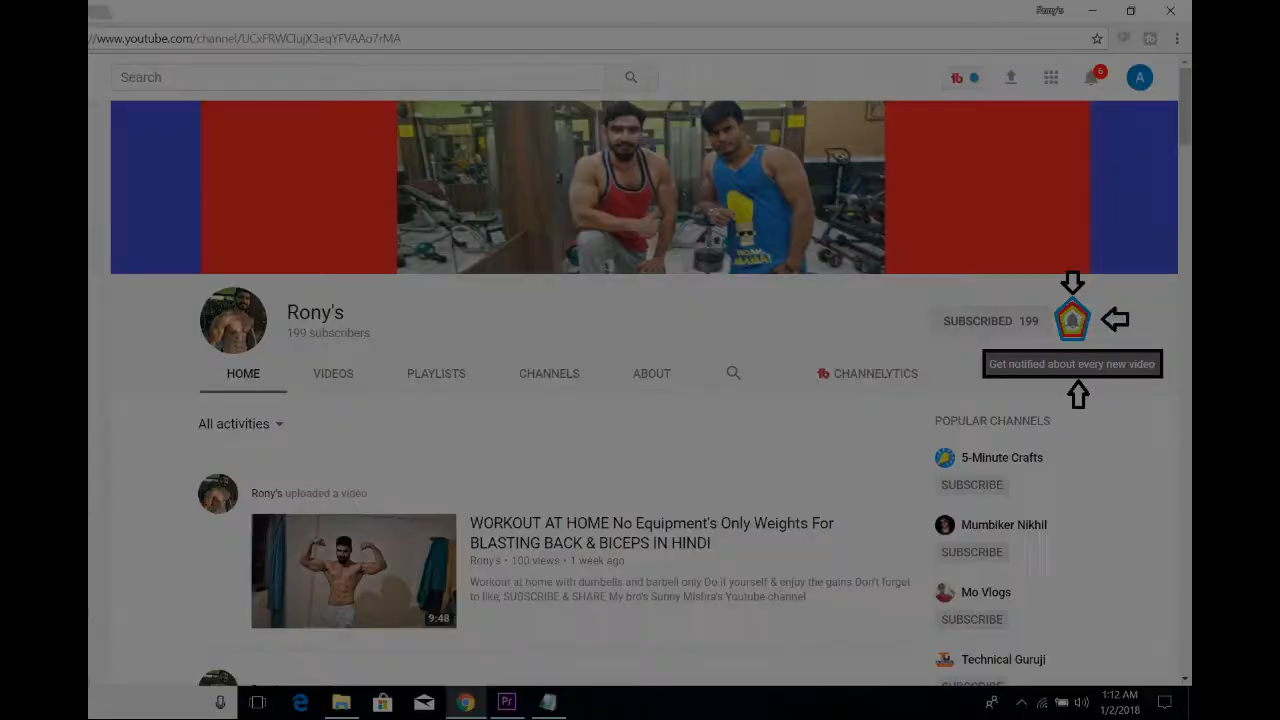 Rony's
//www.youtube.com/channel/UCxFRWCIujX3eqYFVAAo7rMA
Search
6
A
Rony's
199 subscribers
SUBSCRIBED 199
Get notified about every new video
HOME VIDEOS PLAYLISTS CHANNELS ABOUT CHANNELYTICS
All activities
POPULAR CHANNELS
5-Minute Crafts
SUBSCRIBE
Rony's uploaded a video
WORKOUT AT HOME No Equipment's Only Weights For
BLASTING BACK & BICEPS IN HINDI
Rony's • 100 views • 1 week ago
Workout at home with dumbells and barbell only Do it yourself & enjoy the gains Don't forget
to like, SUBSCRIBE & SHARE My bro's Sunny Mishra's Youtube channel
9:48
Mumbiker Nikhil
SUBSCRIBE
Mo Vlogs
SUBSCRIBE
Technical Guruji
Pr
1:12 AM
1/2/2018